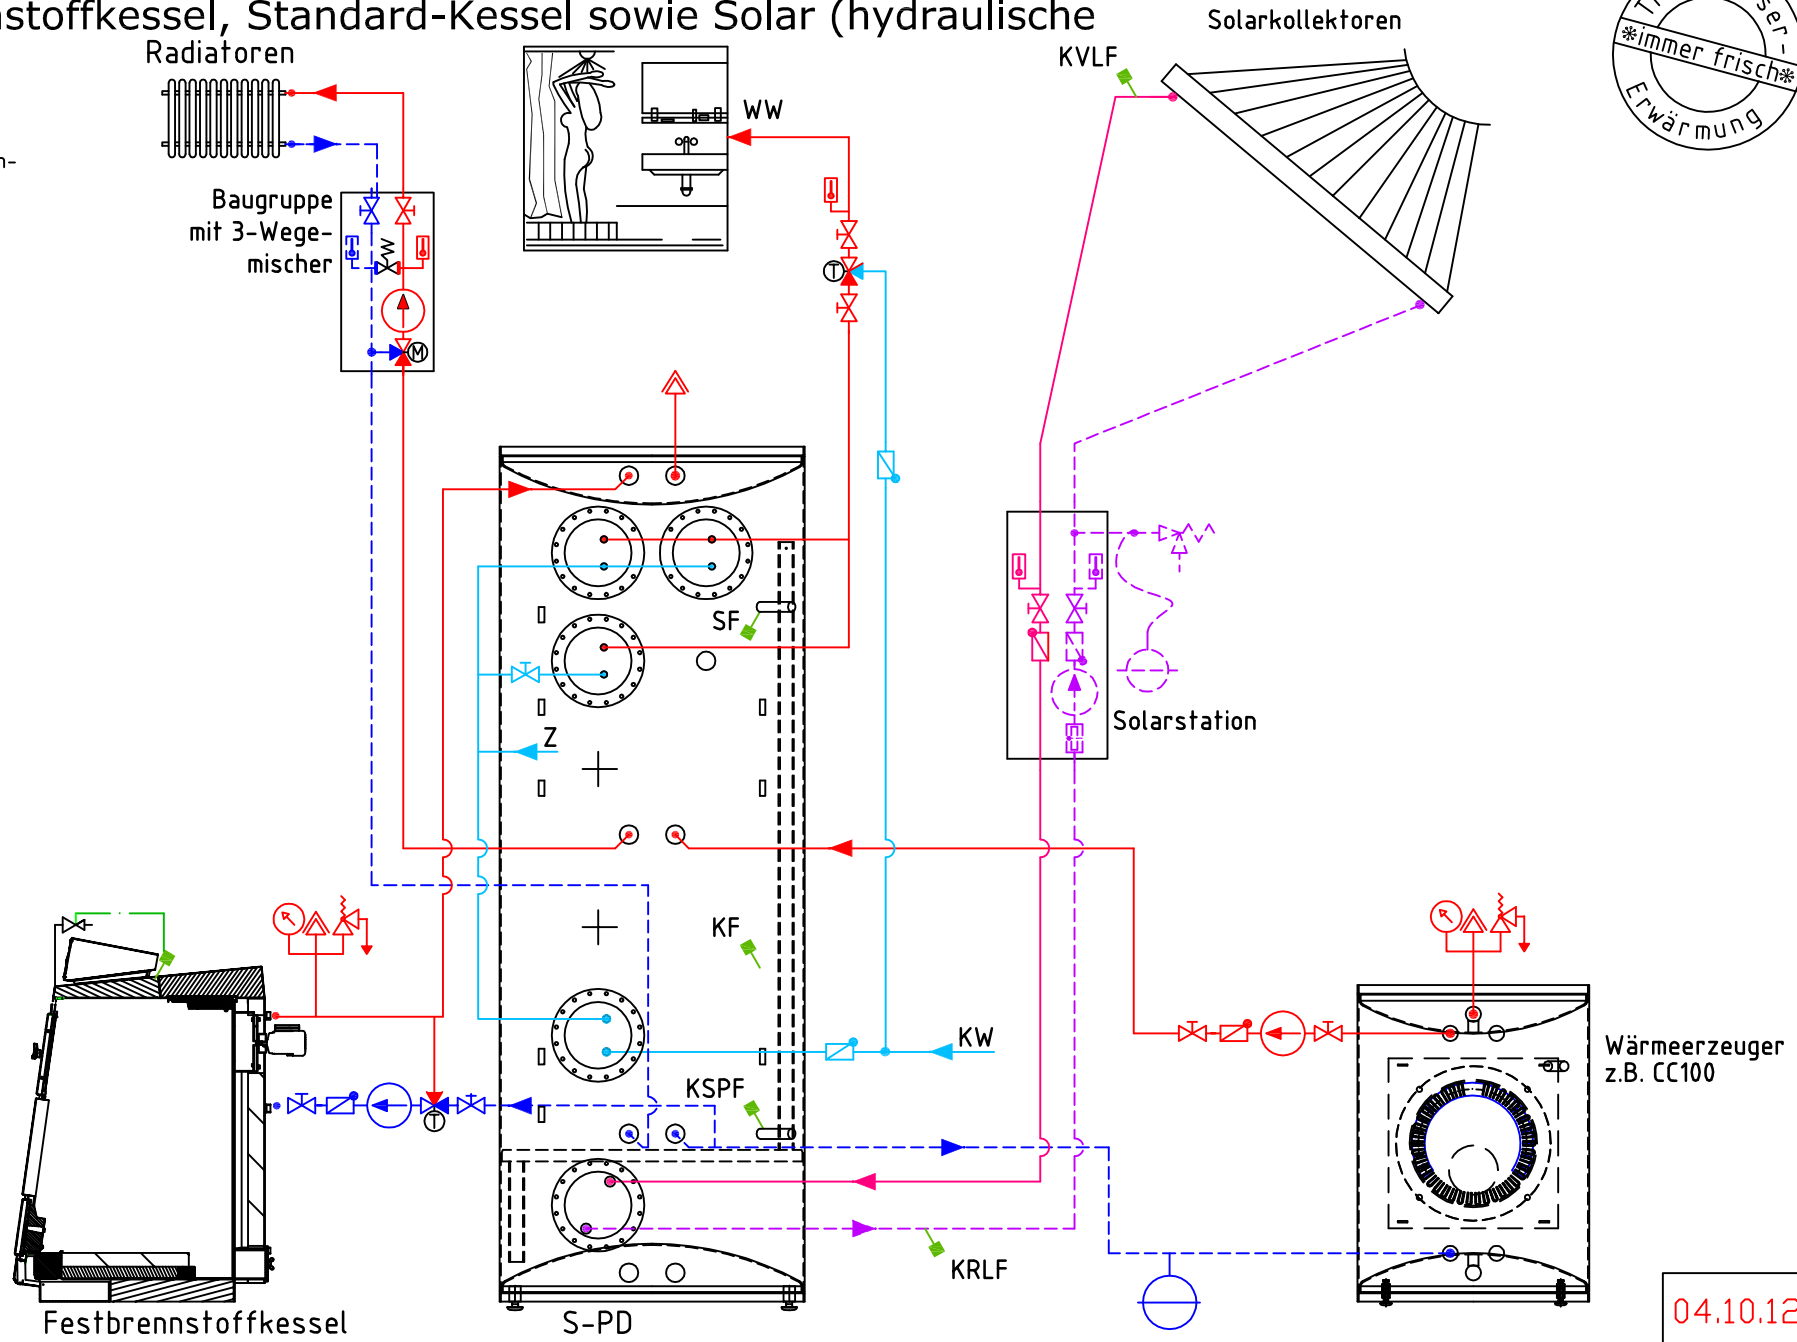 stoffkessel, Standard-Kessel sowie Solar (hydraulische
Solarkollektoren
Radiatoren
KVLF
*immer frisch*
Erwärmung
WW
Baugruppe
mit 3-Wege-
mischer
T
M
SF
Z
Solarstation
KF
KW
KSPF
T
Wärmeerzeuger
z.B. CC100
KRLF
Festbrennstoffkessel
S-PD
04.10.12